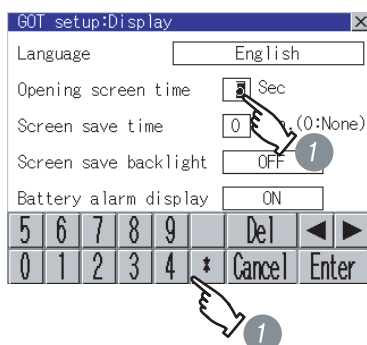 GOT setup:Display ×
Language English
Opening screen time 5 Sec
Screen save time 0 (0:None)
1
Screen save backlight OFF
Battery alarm display ON
5 6 7 8 9 Del ◀ ▶
0 1 2 3 4 * Cancel Enter
1